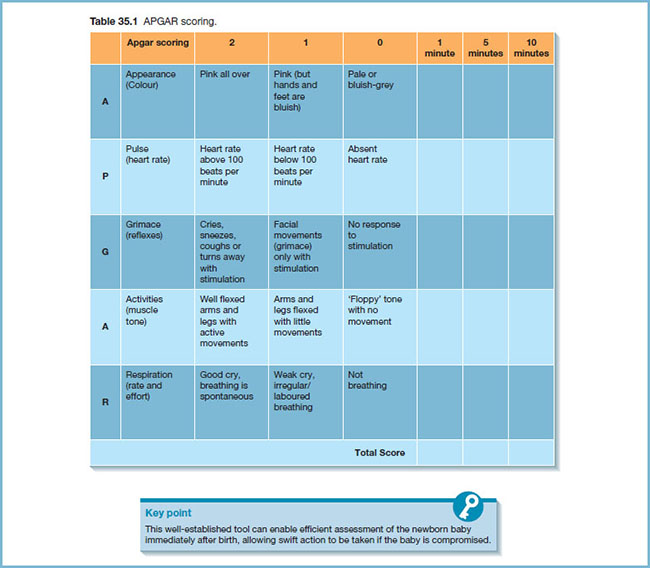 Table 35.1 APGAR scoring.
Apgar scoring 2 1 0 1 minute 5 minutes 10 minutes
A
Appearance
(Colour)
Pink all over
Pink (but
hands and
feet are
bluish)
Pale or
bluish-grey
P
Pulse
(heart rate)
Heart rate
above 100
beats per
minute
Heart rate
below 100
beats per
minute
Absent
heart rate
G
Grimace
(reflexes)
Cries,
sneezes,
coughs or
turns away
with
stimulation
Facial
movements
(grimace)
only with
stimulation
No response
to
stimulation
A
Activities
(muscle
tone)
Well flexed
arms and
legs with
active
movements
Arms and
legs flexed
with little
movements
‘Floppy’ tone
with no
movement
R
Respiration
(rate and
effort)
Good cry,
breathing is
spontaneous
Weak cry,
irregular/
laboured
breathing
Not
breathing
Total Score
Key point
This well-established tool can enable efficient assessment of the newborn baby
immediately after birth, allowing swift action to be taken if the baby is compromised.